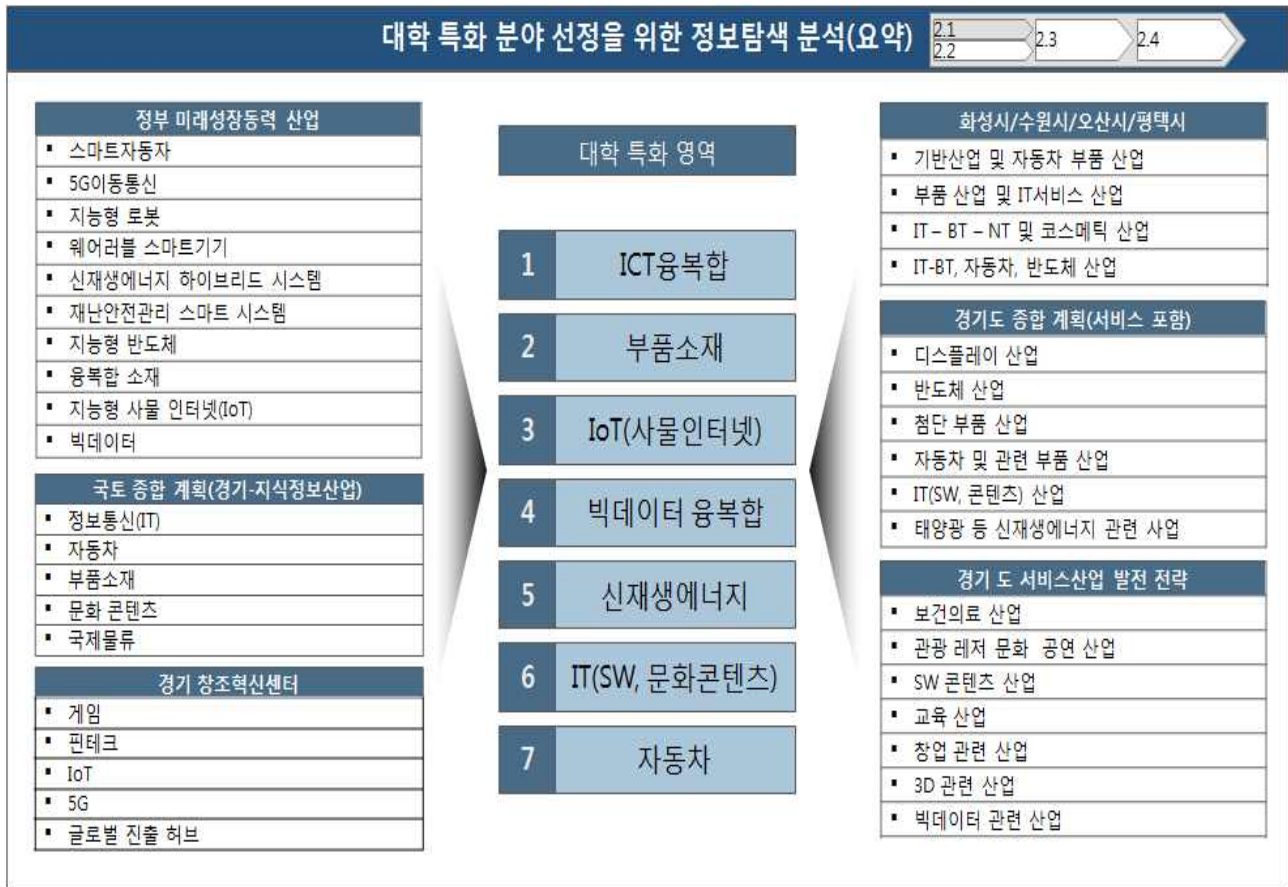 대학 특화 분야 선정을 위한 정보탐색 분석(요약)
2.1
2.2
2.3
2.4
정부 미래성장동력 산업
▪ 스마트자동자
▪ 5G이동통신
▪ 지능형 로봇
▪ 웨어러블 스마트기기
▪ 신재생에너지 하이브리드 시스템
▪ 재난안전관리 스마트 시스템
▪ 지능형 반도체
▪ 융복합 소재
▪ 지능형 사물 인터넷(IoT)
▪ 빅데이터
국토 종합 계획(경기-지식정보산업)
▪ 정보통신(IT)
▪ 자동차
▪ 부품소재
▪ 문화 콘텐츠
▪ 국제물류
경기 창조혁신센터
▪ 게임
▪ 핀테크
▪ IoT
▪ 5G
▪ 글로벌 진출 허브
대학 특화 영역
1 ICT융복합
2 부품소재
3 IoT(사물인터넷)
4 빅데이터 융복합
5 신재생에너지
6 IT(SW, 문화콘텐츠)
7 자동차
화성시/수원시/오산시/평택시
▪ 기반산업 및 자동차 부품 산업
▪ 부품 산업 및 IT서비스 산업
▪ IT – BT – NT 및 코스메틱 산업
▪ IT-BT, 자동차, 반도체 산업
경기도 종합 계획(서비스 포함)
▪ 디스플레이 산업
▪ 반도체 산업
▪ 첨단 부품 산업
▪ 자동차 및 관련 부품 산업
▪ IT(SW, 콘텐츠) 산업
▪ 태양광 등 신재생에너지 관련 사업
경기 도 서비스산업 발전 전략
▪ 보건의료 산업
▪ 관광 레저 문화 공연 산업
▪ SW 콘텐츠 산업
▪ 교육 산업
▪ 창업 관련 산업
▪ 3D 관련 산업
▪ 빅데이터 관련 산업